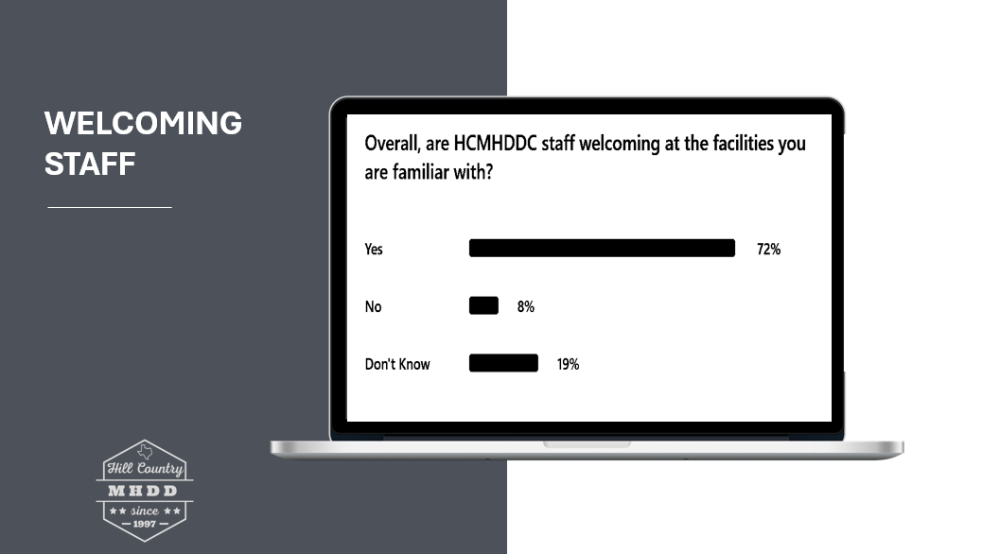 WELCOMING
STAFF
Overall, are HCMHDDC staff welcoming at the facilities you
are familiar with?
Yes 72%
No 8%
Don't Know 19%
Hill Country
MHDD
since
1997